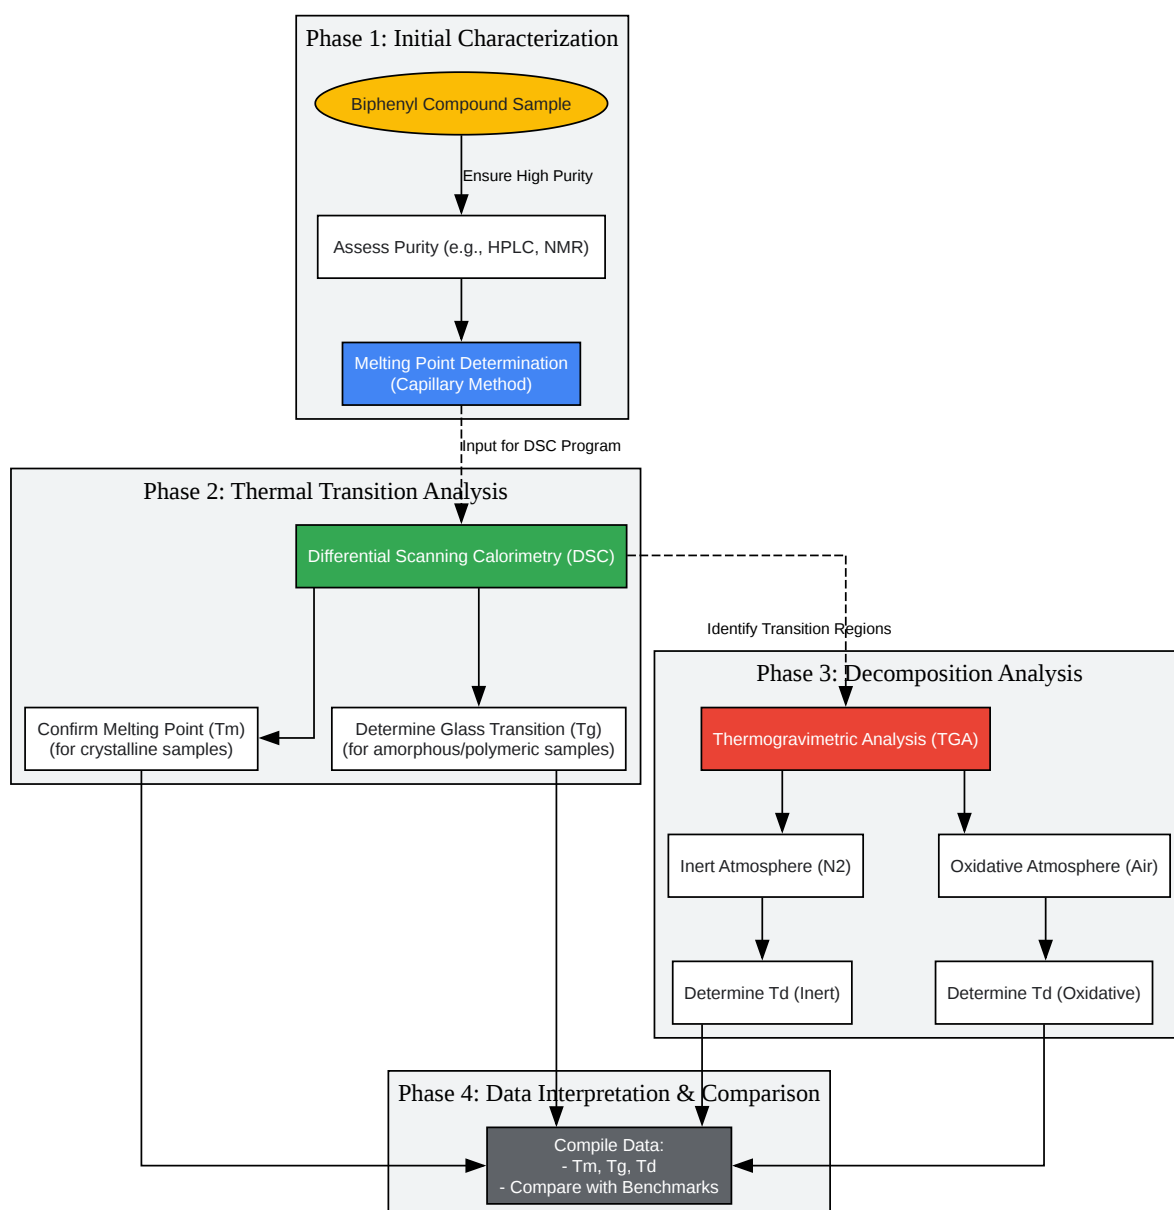 Phase 1: Initial Characterization
Biphenyl Compound Sample
Ensure High Purity
Assess Purity (e.g., HPLC, NMR)
Melting Point Determination
(Capillary Method)
Input for DSC Program
Phase 2: Thermal Transition Analysis
Differential Scanning Calorimetry (DSC)
Identify Transition Regions
Phase 3: Decomposition Analysis
Confirm Melting Point (Tm)
(for crystalline samples)
Determine Glass Transition (Tg)
(for amorphous/polymeric samples)
Thermogravimetric Analysis (TGA)
Inert Atmosphere (N2)
Oxidative Atmosphere (Air)
Determine Td (Inert)
Determine Td (Oxidative)
Phase 4: Data Interpretation & Comparison
Compile Data:
- Tm, Tg, Td
- Compare with Benchmarks